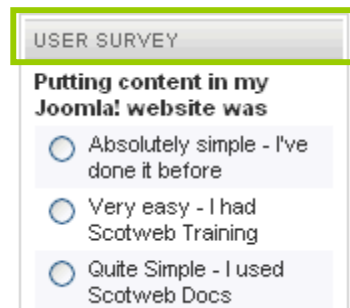 USER SURVEY
Putting content in my
Joomla! website was
Absolutely simple - I've
done it before
Very easy - I had
Scotweb Training
Quite Simple - I used
Scotweb Docs